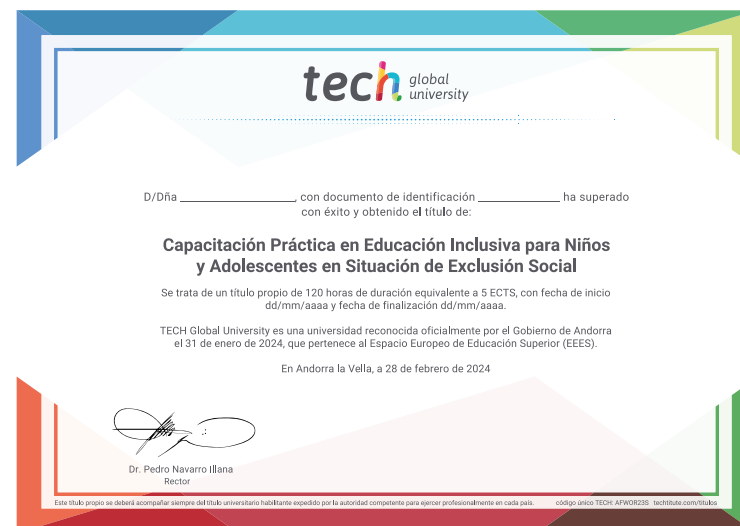 tech global
university
D/Dña ______________, con documento de identificación ______________ ha superado
con éxito y obtenido el título de:
Capacitación Práctica en Educación Inclusiva para Niños
y Adolescentes en Situación de Exclusión Social
Se trata de un título propio de 120 horas de duración equivalente a 5 ECTS, con fecha de inicio
dd/mm/aaaa y fecha de finalización dd/mm/aaaa.
TECH Global University es una universidad reconocida oficialmente por el Gobierno de Andorra
el 31 de enero de 2024, que pertenece al Espacio Europeo de Educación Superior (EEES).
En Andorra la Vella, a 28 de febrero de 2024
Dr. Pedro Navarro Illana
Rector
Este título propio se deberá acompañar siempre del título universitario habilitante expedido por la autoridad competente para ejercer profesionalmente en cada país. código único TECH: AFWOR23S techtitute.com/titulos